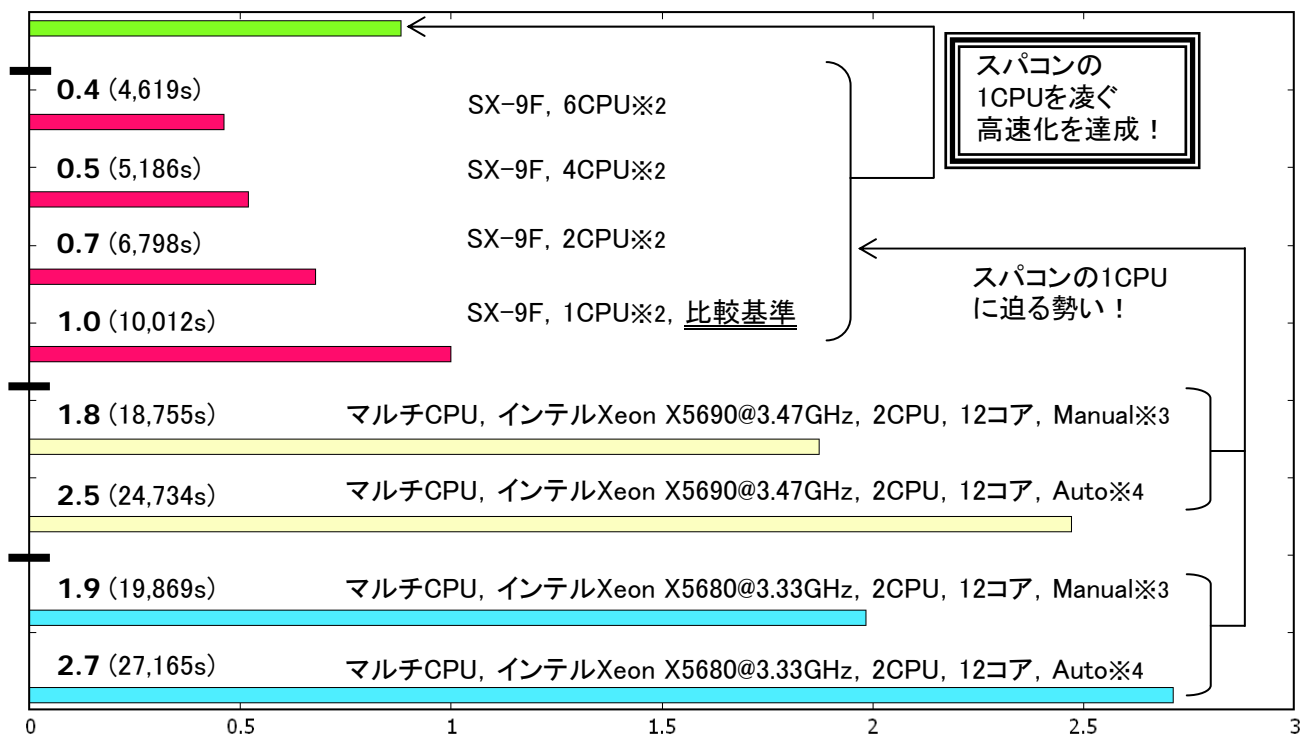 スパコンの
1CPUを凌ぐ
高速化を達成！
0.4 (4,619s) SX-9F, 6CPU※2
0.5 (5,186s) SX-9F, 4CPU※2
0.7 (6,798s) SX-9F, 2CPU※2
スパコンの1CPU
に迫る勢い！
1.0 (10,012s) SX-9F, 1CPU※2, 比較基準
1.8 (18,755s) マルチCPU, インテルXeon X5690@3.47GHz, 2CPU, 12コア, Manual※3
2.5 (24,734s) マルチCPU, インテルXeon X5690@3.47GHz, 2CPU, 12コア, Auto※4
1.9 (19,869s) マルチCPU, インテルXeon X5680@3.33GHz, 2CPU, 12コア, Manual※3
2.7 (27,165s) マルチCPU, インテルXeon X5680@3.33GHz, 2CPU, 12コア, Auto※4
0 0.5 1 1.5 2 2.5 3